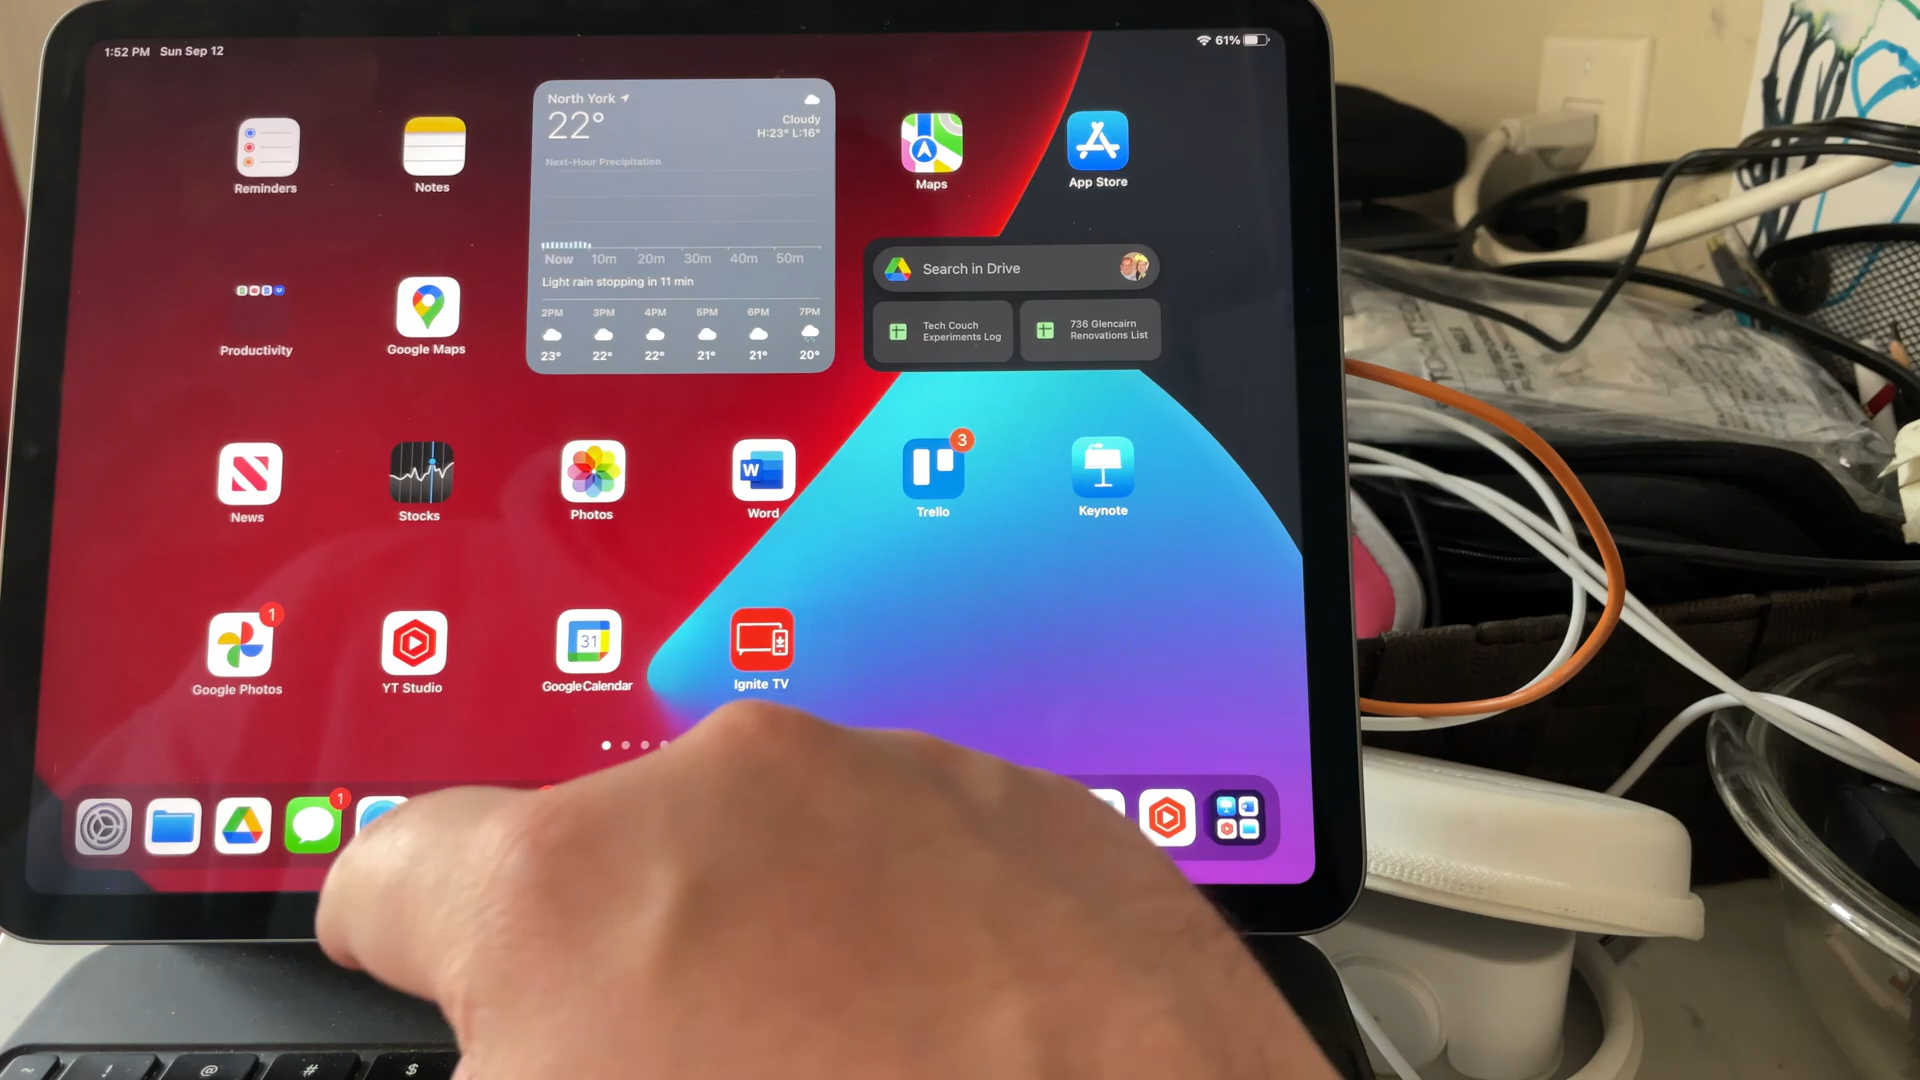 1:52 PM Sun Sep 12
61%
Reminders
Notes
North York
22°
Cloudy
H:23° L:16°
Next-Hour Precipitation
Now 10m 20m 30m 40m 50m
Light rain stopping in 11 min
2PM 3PM 4PM 5PM 6PM 7PM
23° 22° 22° 21° 21° 20°
Maps
App Store
Productivity
Google Maps
Search in Drive
Tech Couch
Experiments Log
736 Glencairn
Renovations List
News
Stocks
Photos
W
Word
3
Trello
Keynote
1
Google Photos
YT Studio
31
Google Calendar
Ignite TV
1
~ ! @ # $